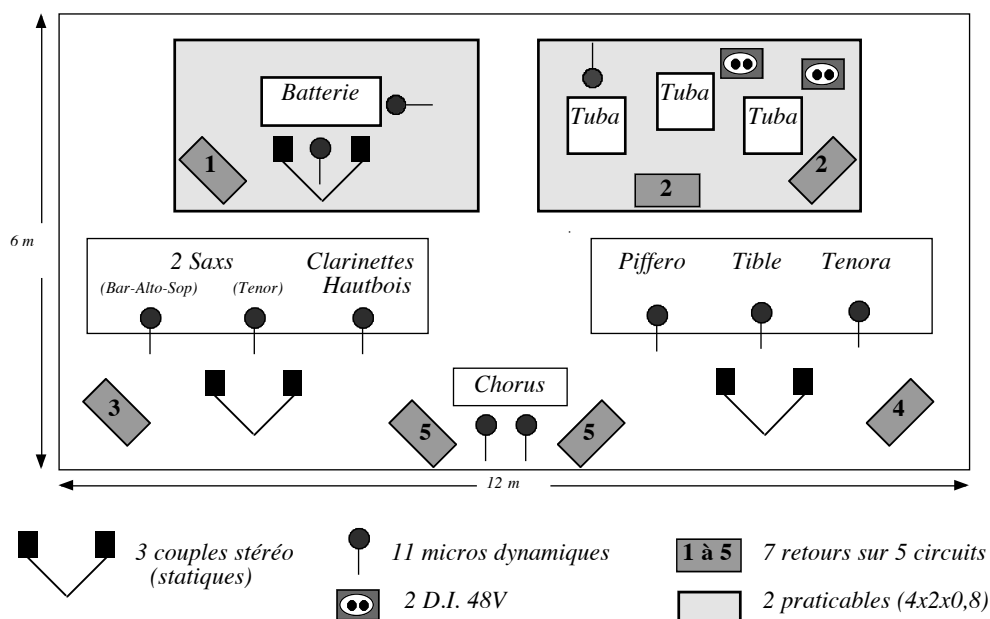 Batterie
Tuba
Tuba
Tuba
1
2
2
6 m
2 Saxs
Clarinettes
(Bar-Alto-Sop)
(Tenor)
Hautbois
Piffero
Tible
Tenora
Chorus
3
5
5
4
12 m
3 couples stéréo
(statiques)
11 micros dynamiques
1 à 5
7 retours sur 5 circuits
2 D.I. 48V
2 praticables (4x2x0,8)